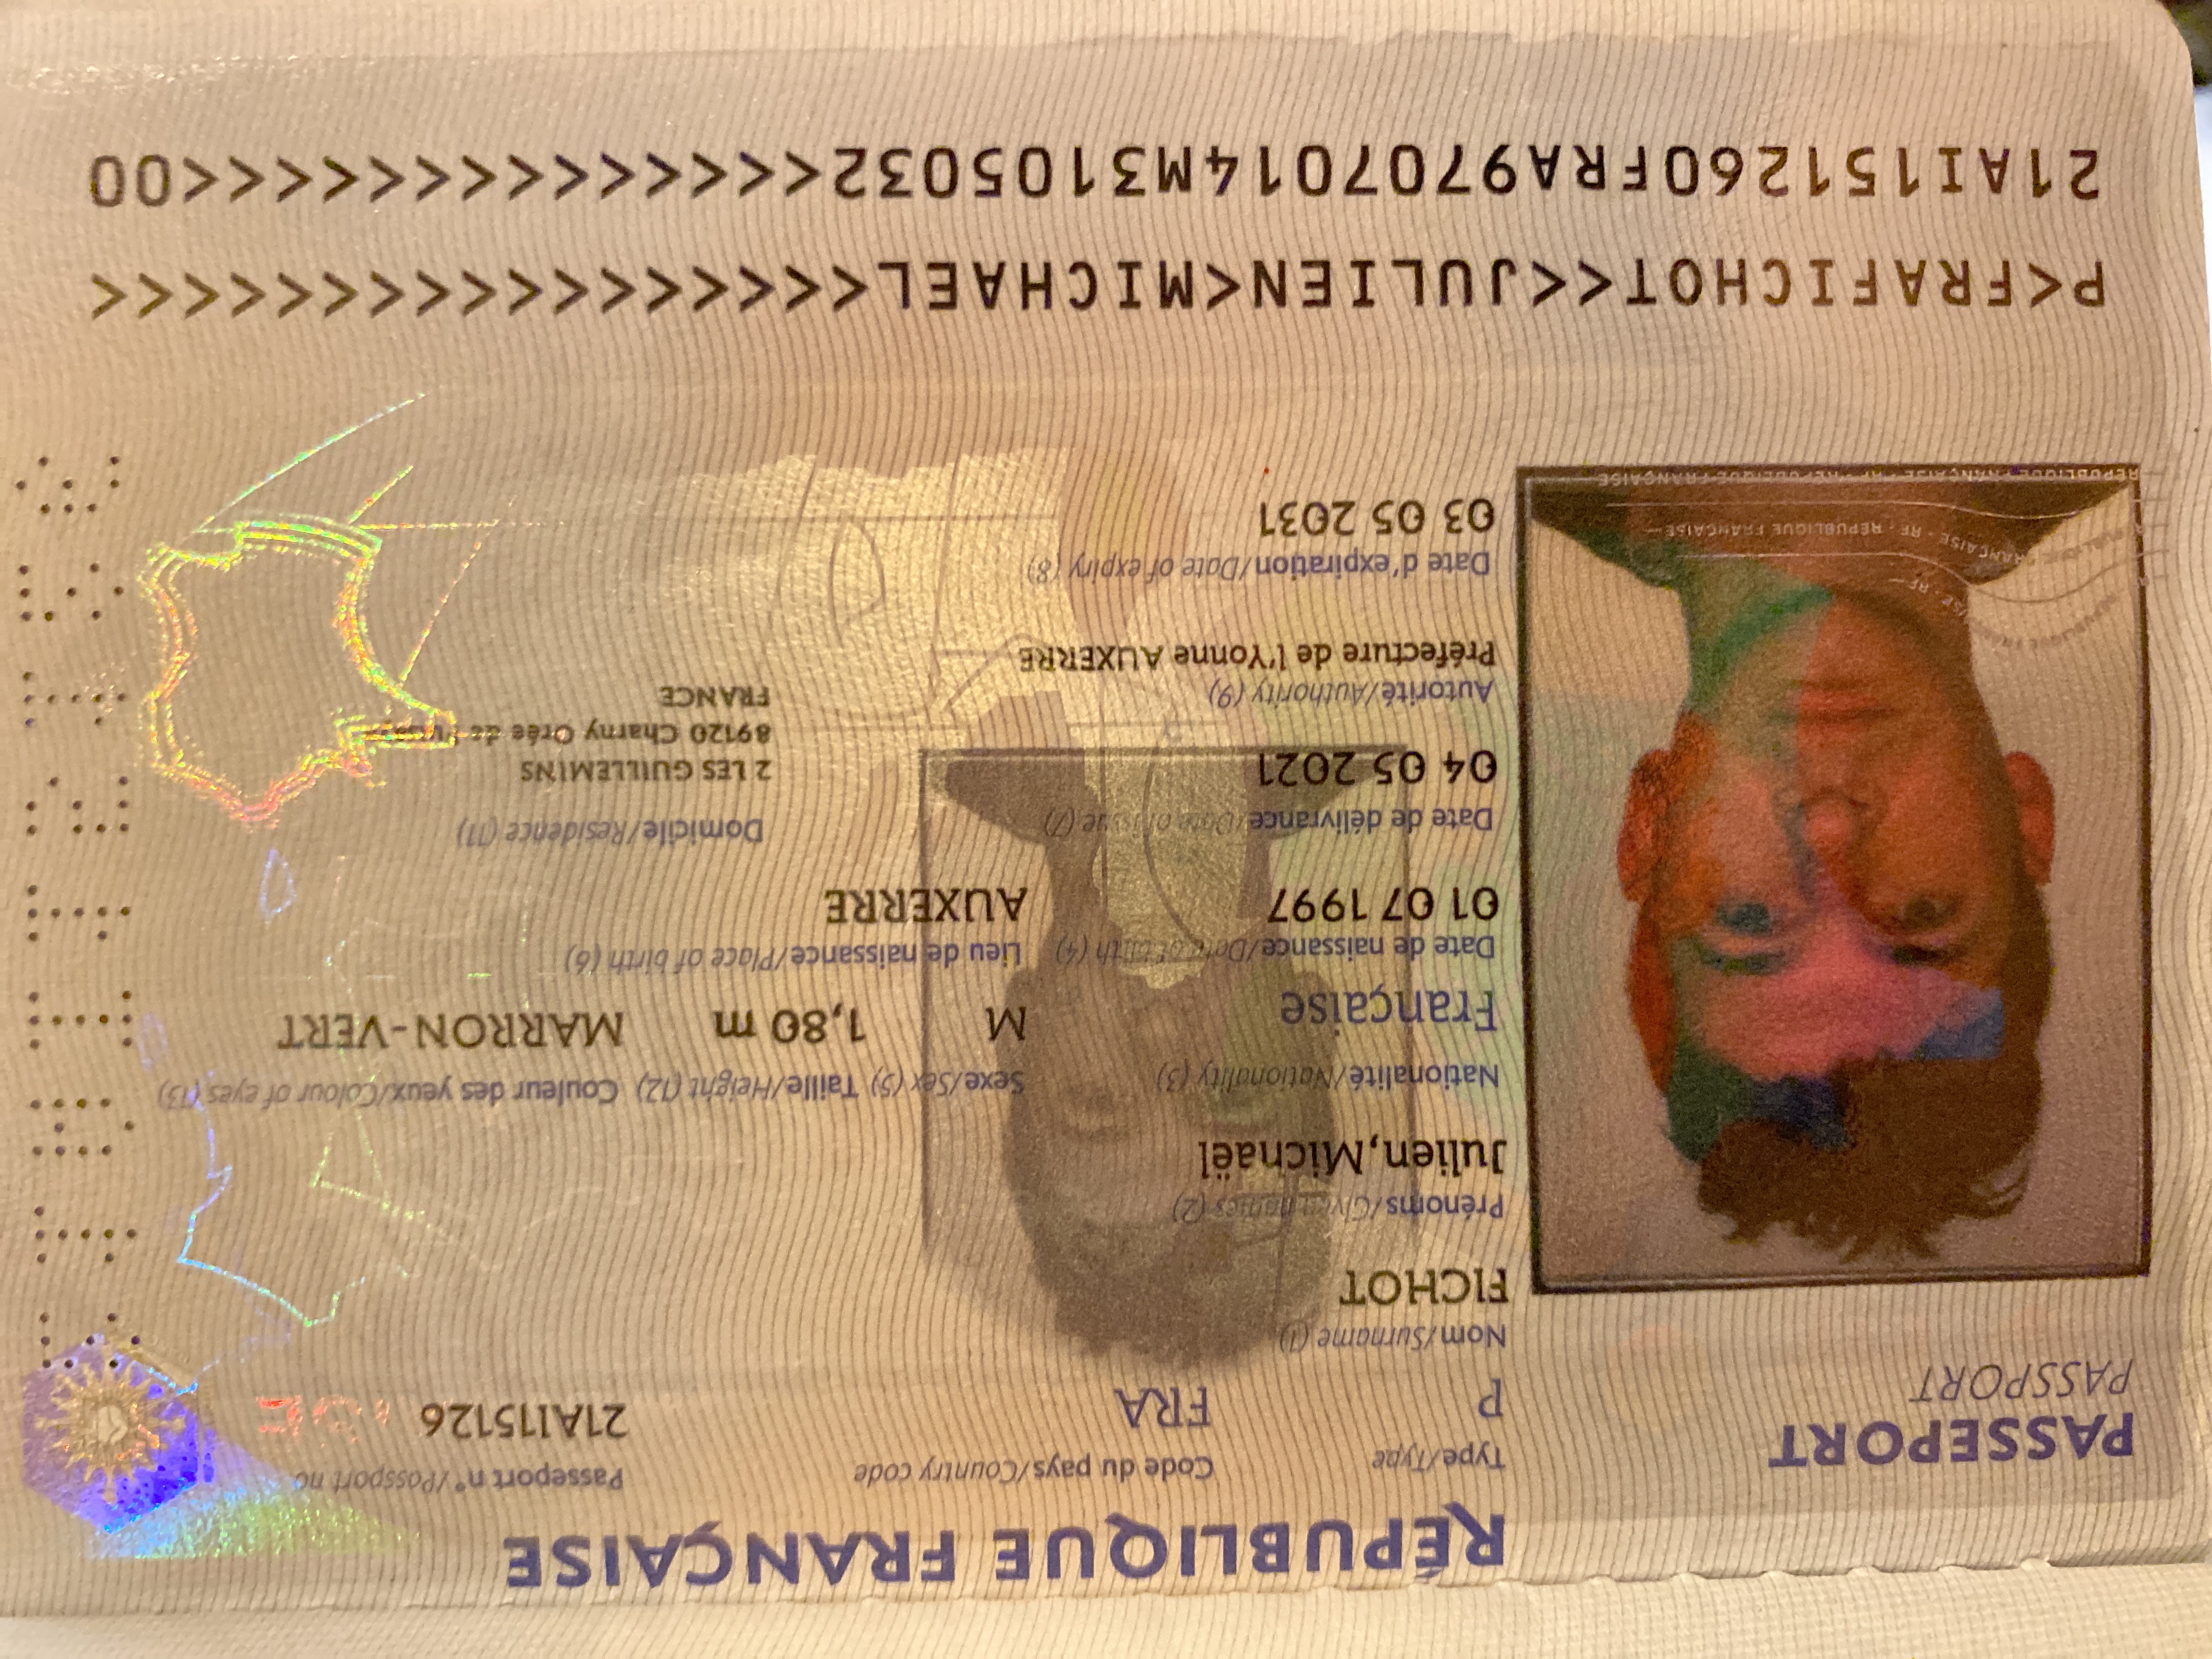 RÉPUBLIQUE FRANÇAISE
PASSEPORT
PASSPORT
Type/Type
Code du pays/Country code
Passeport n°/Passport no
P
FRA
21AI15126
Nom/Surname (1)
FICHOT
Prénoms/Given names (2)
Julien,Michaël
Nationalité/Nationality (3)
Sexe/Sex (5) Taille/Height (12) Couleur des yeux/Colour of eyes (13)
Française
M 1,80 m MARRON-VERT
Date de naissance/Date of birth (4)
Lieu de naissance/Place of birth (6)
01 07 1997
AUXERRE
Date de délivrance/Date of issue (7)
Domicile/Residence (11)
04 05 2021
2 LES GUILLEMINS
89120 Charny Orée de
FRANCE
Autorité/Authority (9)
Préfecture de l'Yonne AUXERRE
Date d'expiration/Date of expiry (8)
03 05 2031
RF · RÉPUBLIQUE FRANÇAISE
RÉPUBLIQUE FRANÇAISE
P<FRAFICHOT<<JULIEN<MICHAEL<<<<<<<<<<<<<<<<<
21AI151260FRA9707014M3105032<<<<<<<<<<<<<<00